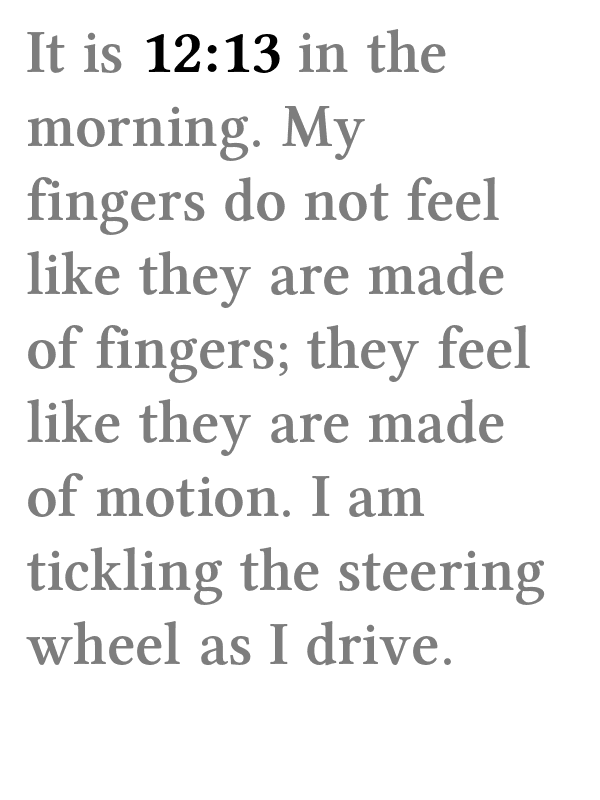 It is 12:13 in the
morning. My
fingers do not feel
like they are made
of fingers; they feel
like they are made
of motion. I am
tickling the steering
wheel as I drive.